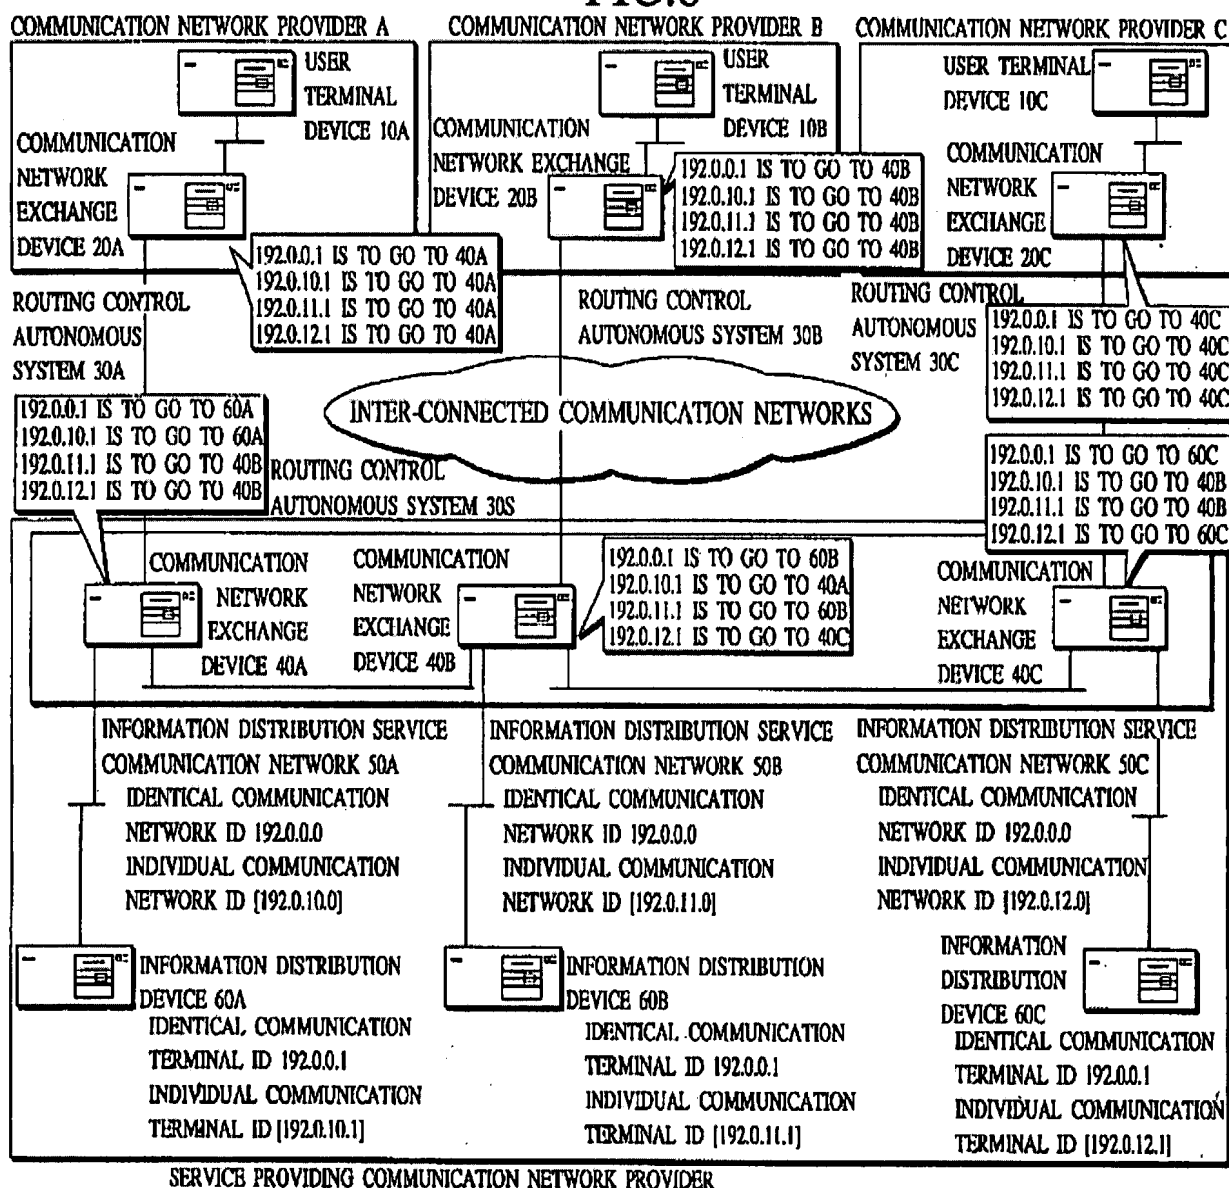 COMMUNICATION NETWORK PROVIDER A
COMMUNICATION NETWORK PROVIDER B
COMMUNICATION NETWORK PROVIDER C
USER
TERMINAL
DEVICE 10A
COMMUNICATION
NETWORK
EXCHANGE
DEVICE 20A
192.0.0.1 IS TO GO TO 40A
192.0.10.1 IS TO GO TO 40A
192.0.11.1 IS TO GO TO 40A
192.0.12.1 IS TO GO TO 40A
USER
TERMINAL
DEVICE 10B
COMMUNICATION
NETWORK EXCHANGE
DEVICE 20B
192.0.0.1 IS TO GO TO 40B
192.0.10.1 IS TO GO TO 40B
192.0.11.1 IS TO GO TO 40B
192.0.12.1 IS TO GO TO 40B
USER TERMINAL
DEVICE 10C
COMMUNICATION
NETWORK
EXCHANGE
DEVICE 20C
192.0.0.1 IS TO GO TO 40C
192.0.10.1 IS TO GO TO 40C
192.0.11.1 IS TO GO TO 40C
192.0.12.1 IS TO GO TO 40C
ROUTING CONTROL
AUTONOMOUS
SYSTEM 30A
ROUTING CONTROL
AUTONOMOUS SYSTEM 30B
ROUTING CONTROL
AUTONOMOUS
SYSTEM 30C
INTER-CONNECTED COMMUNICATION NETWORKS
192.0.0.1 IS TO GO TO 60A
192.0.10.1 IS TO GO TO 60A
192.0.11.1 IS TO GO TO 40B
192.0.12.1 IS TO GO TO 40B
ROUTING CONTROL
AUTONOMOUS SYSTEM 30S
192.0.0.1 IS TO GO TO 60C
192.0.10.1 IS TO GO TO 40B
192.0.11.1 IS TO GO TO 40B
192.0.12.1 IS TO GO TO 60C
COMMUNICATION
NETWORK
EXCHANGE
DEVICE 40A
COMMUNICATION
NETWORK
EXCHANGE
DEVICE 40B
192.0.0.1 IS TO GO TO 60B
192.0.10.1 IS TO GO TO 40A
192.0.11.1 IS TO GO TO 60B
192.0.12.1 IS TO GO TO 40C
COMMUNICATION
NETWORK
EXCHANGE
DEVICE 40C
INFORMATION DISTRIBUTION SERVICE
COMMUNICATION NETWORK 50A
IDENTICAL COMMUNICATION
NETWORK ID 192.0.0.0
INDIVIDUAL COMMUNICATION
NETWORK ID [192.0.10.0]
INFORMATION DISTRIBUTION SERVICE
COMMUNICATION NETWORK 50B
IDENTICAL COMMUNICATION
NETWORK ID 192.0.0.0
INDIVIDUAL COMMUNICATION
NETWORK ID [192.0.11.0]
INFORMATION DISTRIBUTION SERVICE
COMMUNICATION NETWORK 50C
IDENTICAL COMMUNICATION
NETWORK ID 192.0.0.0
INDIVIDUAL COMMUNICATION
NETWORK ID [192.0.12.0]
INFORMATION DISTRIBUTION
DEVICE 60A
IDENTICAL COMMUNICATION
TERMINAL ID 192.0.0.1
INDIVIDUAL COMMUNICATION
TERMINAL ID [192.0.10.1]
INFORMATION DISTRIBUTION
DEVICE 60B
IDENTICAL COMMUNICATION
TERMINAL ID 192.0.0.1
INDIVIDUAL COMMUNICATION
TERMINAL ID [192.0.11.1]
INFORMATION
DISTRIBUTION
DEVICE 60C
IDENTICAL COMMUNICATION
TERMINAL ID 192.0.0.1
INDIVIDUAL COMMUNICATION
TERMINAL ID [192.0.12.1]
SERVICE PROVIDING COMMUNICATION NETWORK PROVIDER